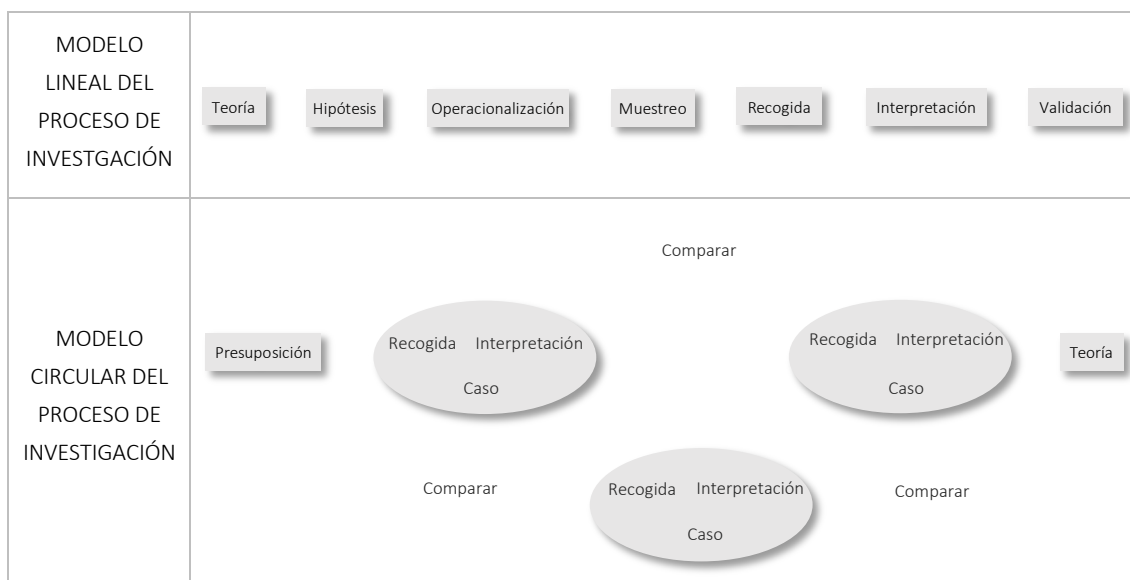 MODELO
LINEAL DEL
PROCESO DE
INVESTGACIÓN
Teoría
Hipótesis
Operacionalización
Muestreo
Recogida
Interpretación
Validación
MODELO
CIRCULAR DEL
PROCESO DE
INVESTIGACIÓN
Comparar
Presuposición
Recogida Interpretación
Caso
Recogida Interpretación
Caso
Teoría
Comparar
Recogida Interpretación
Caso
Comparar